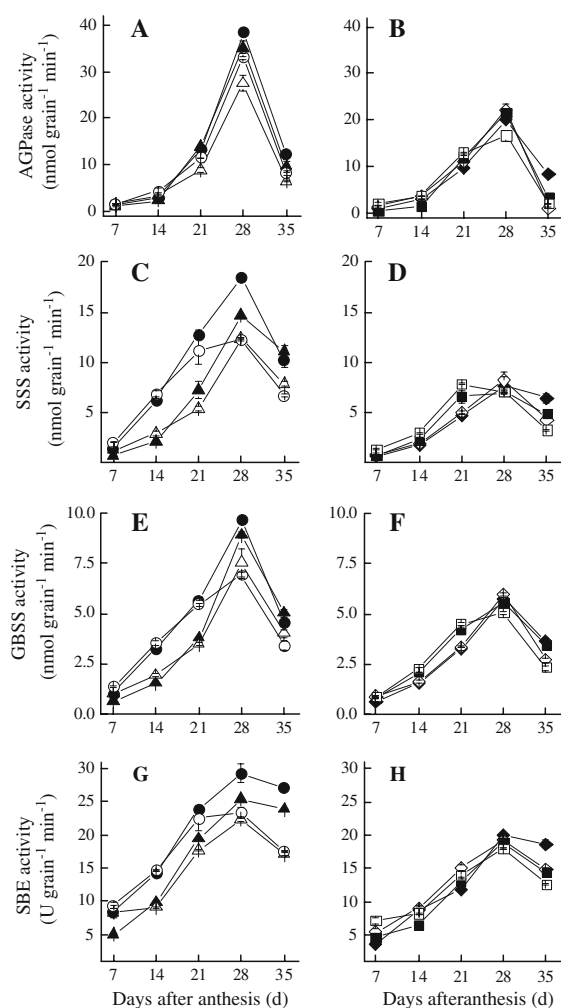 A
B
AGPase activity
(nmol grain⁻¹ min⁻¹)
40
30
20
10
0
7 14 21 28 35
40
30
20
10
0
7 14 21 28 35
C
D
SSS activity
(nmol grain⁻¹ min⁻¹)
20
15
10
5
0
7 14 21 28 35
20
15
10
5
0
7 14 21 28 35
E
F
GBSS activity
(nmol grain⁻¹ min⁻¹)
10.0
7.5
5.0
2.5
0.0
7 14 21 28 35
10.0
7.5
5.0
2.5
0.0
7 14 21 28 35
G
H
SBE activity
(U grain⁻¹ min⁻¹)
30
25
20
15
10
5
7 14 21 28 35
Days after anthesis (d)
30
25
20
15
10
5
7 14 21 28 35
Days afteranthesis (d)